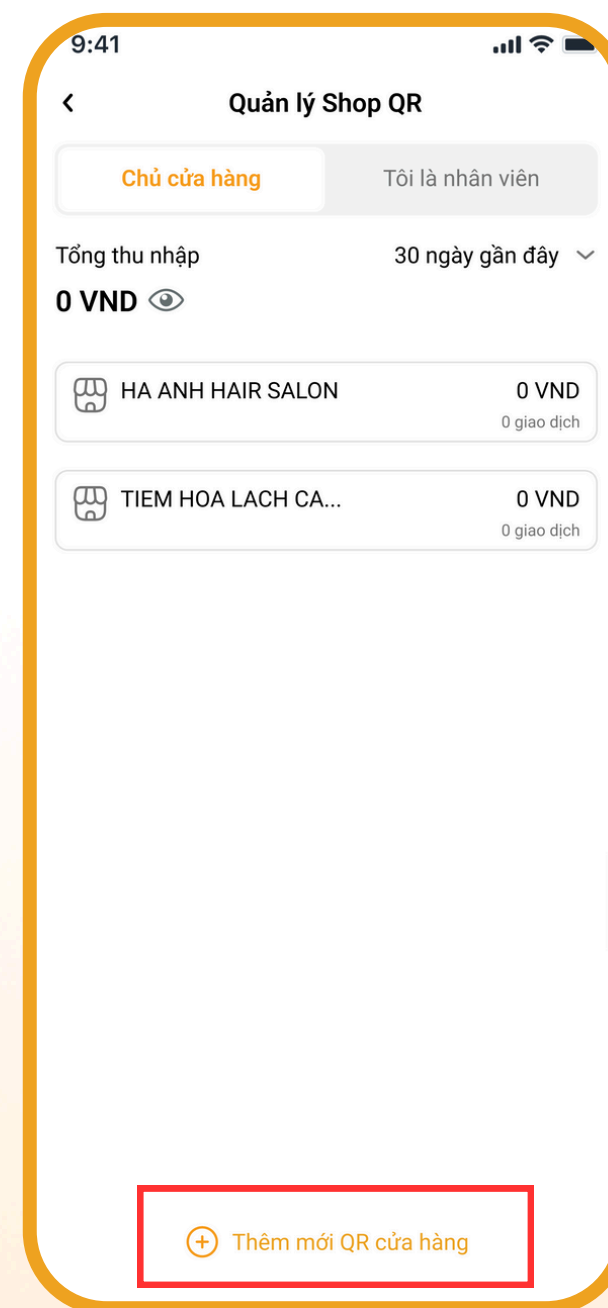 9:41
Quản lý Shop QR
Chủ cửa hàng
Tôi là nhân viên
Tổng thu nhập
30 ngày gần đây
0 VND
HA ANH HAIR SALON
0 VND
0 giao dịch
TIEM HOA LACH CA...
0 VND
0 giao dịch
Thêm mới QR cửa hàng